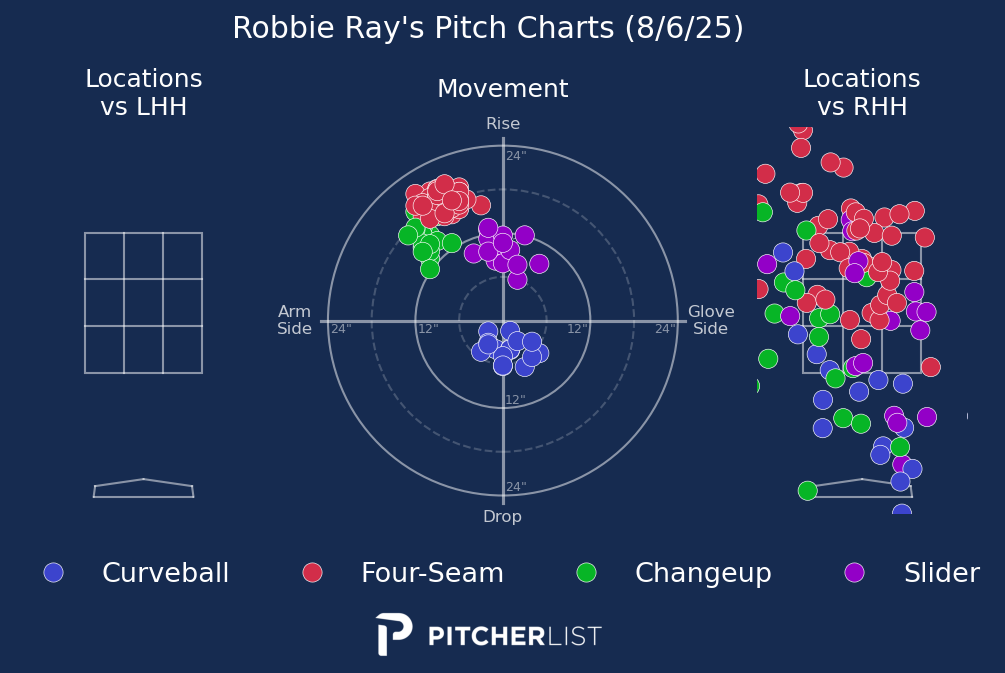 Robbie Ray's Pitch Charts (8/6/25)
Locations
vs LHH
Movement
Locations
vs RHH
Rise
24"
Arm
Side
24"
12"
12"
24"
Glove
Side
12"
24"
Drop
Curveball
Four-Seam
Changeup
Slider
PITCHERLIST